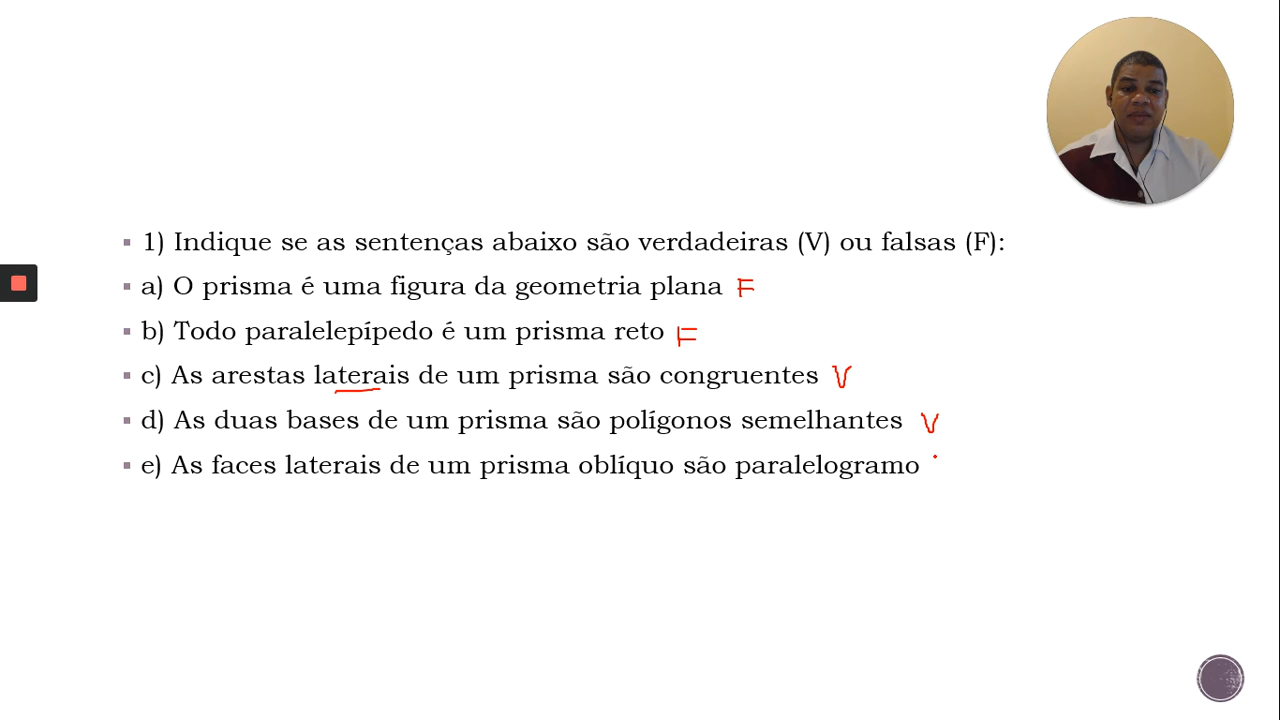 1) Indique se as sentenças abaixo são verdadeiras (V) ou falsas (F):
a) O prisma é uma figura da geometria plana F
b) Todo paralelepípedo é um prisma reto F
c) As arestas laterais de um prisma são congruentes V
d) As duas bases de um prisma são polígonos semelhantes V
e) As faces laterais de um prisma oblíquo são paralelogramo